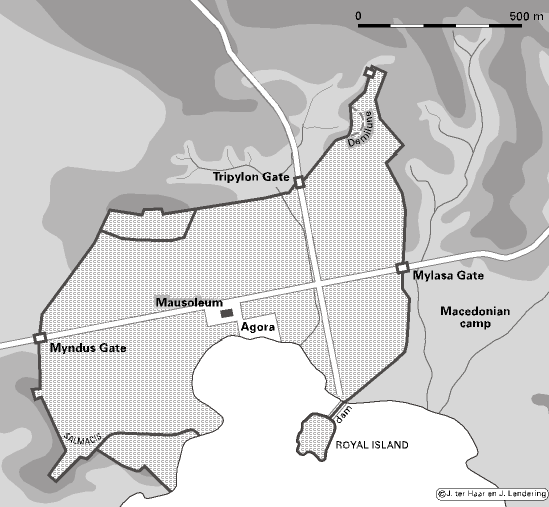 0 500 m
Demilune
Tripylon Gate
Mylasa Gate
Mausoleum
Macedonian
camp
Agora
Myndus Gate
dam
SALMACIS
ROYAL ISLAND
©J. ter Haar en J. Lendering